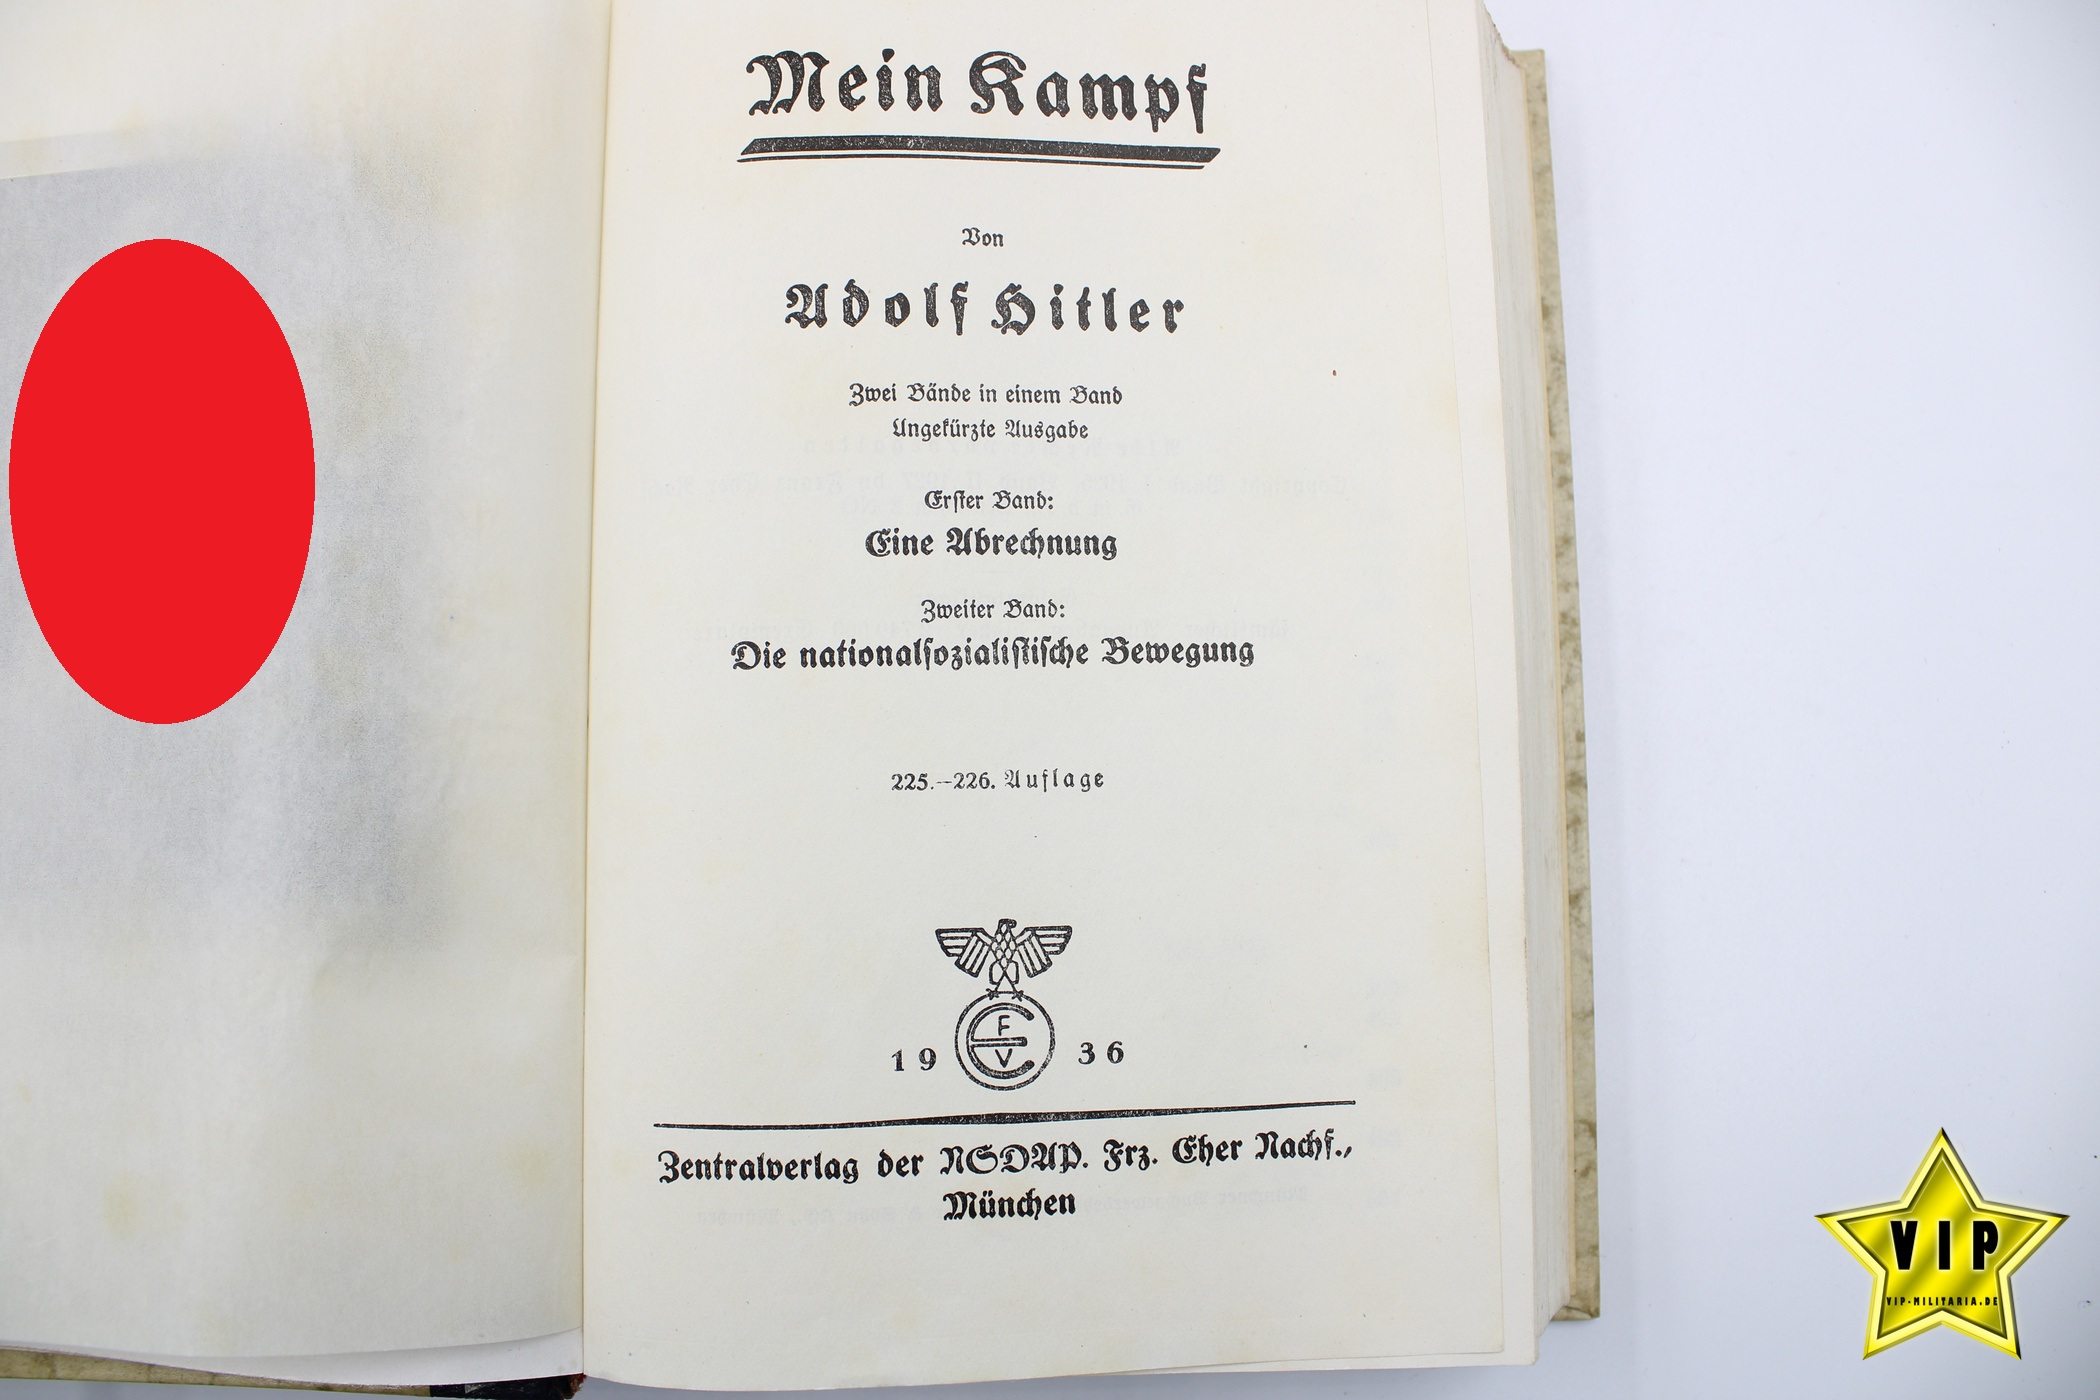 Mein Kampf
Von
Adolf Hitler
Zwei Bände in einem Band
Ungekürzte Ausgabe
Erster Band:
Eine Abrechnung
Zweiter Band:
Die nationalsozialistische Bewegung
225.—226. Auflage
F
E
V
19 36
Zentralverlag der NSDAP. Frz. Eher Nachf.,
München
VIP
VIP-MILITARIA.DE